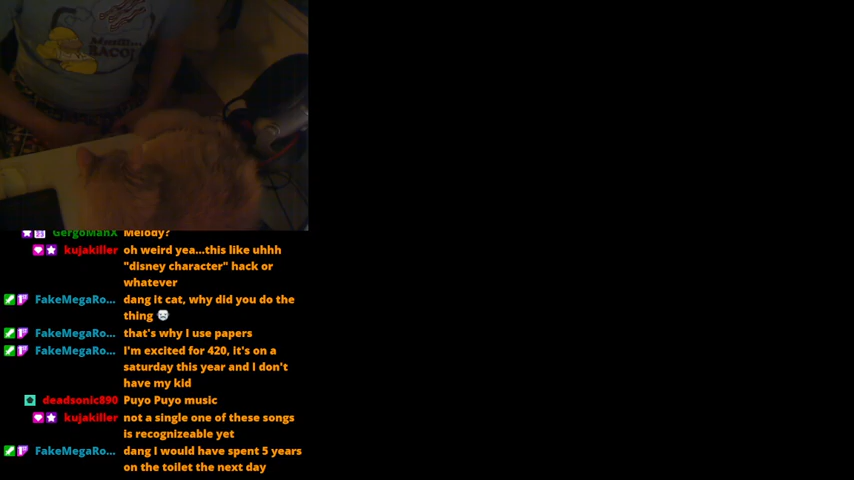 Mmmm...
BACON
GergoManX Melody?
kujakiller oh weird yea...this like uhhh
"disney character" hack or
whatever
FakeMegaRo... dang it cat, why did you do the
thing
FakeMegaRo... that's why I use papers
FakeMegaRo... I'm excited for 420, it's on a
saturday this year and I don't
have my kid
deadsonic890 Puyo Puyo music
kujakiller not a single one of these songs
is recognizeable yet
FakeMegaRo... dang I would have spent 5 years
on the toilet the next day